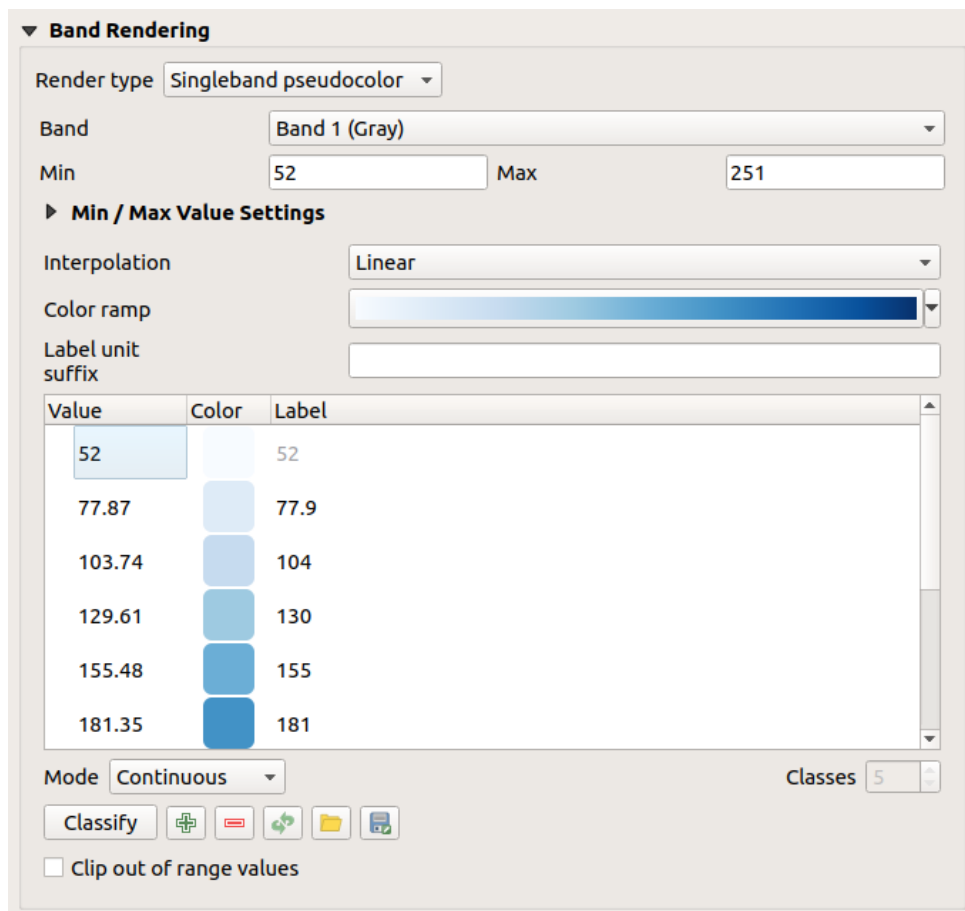 Band Rendering
Render type Singleband pseudocolor
Band Band 1 (Gray)
Min 52 Max 251
Min / Max Value Settings
Interpolation Linear
Color ramp
Label unit
suffix
Value Color Label
52 52
77.87 77.9
103.74 104
129.61 130
155.48 155
181.35 181
Mode Continuous Classes 5
Classify
Clip out of range values